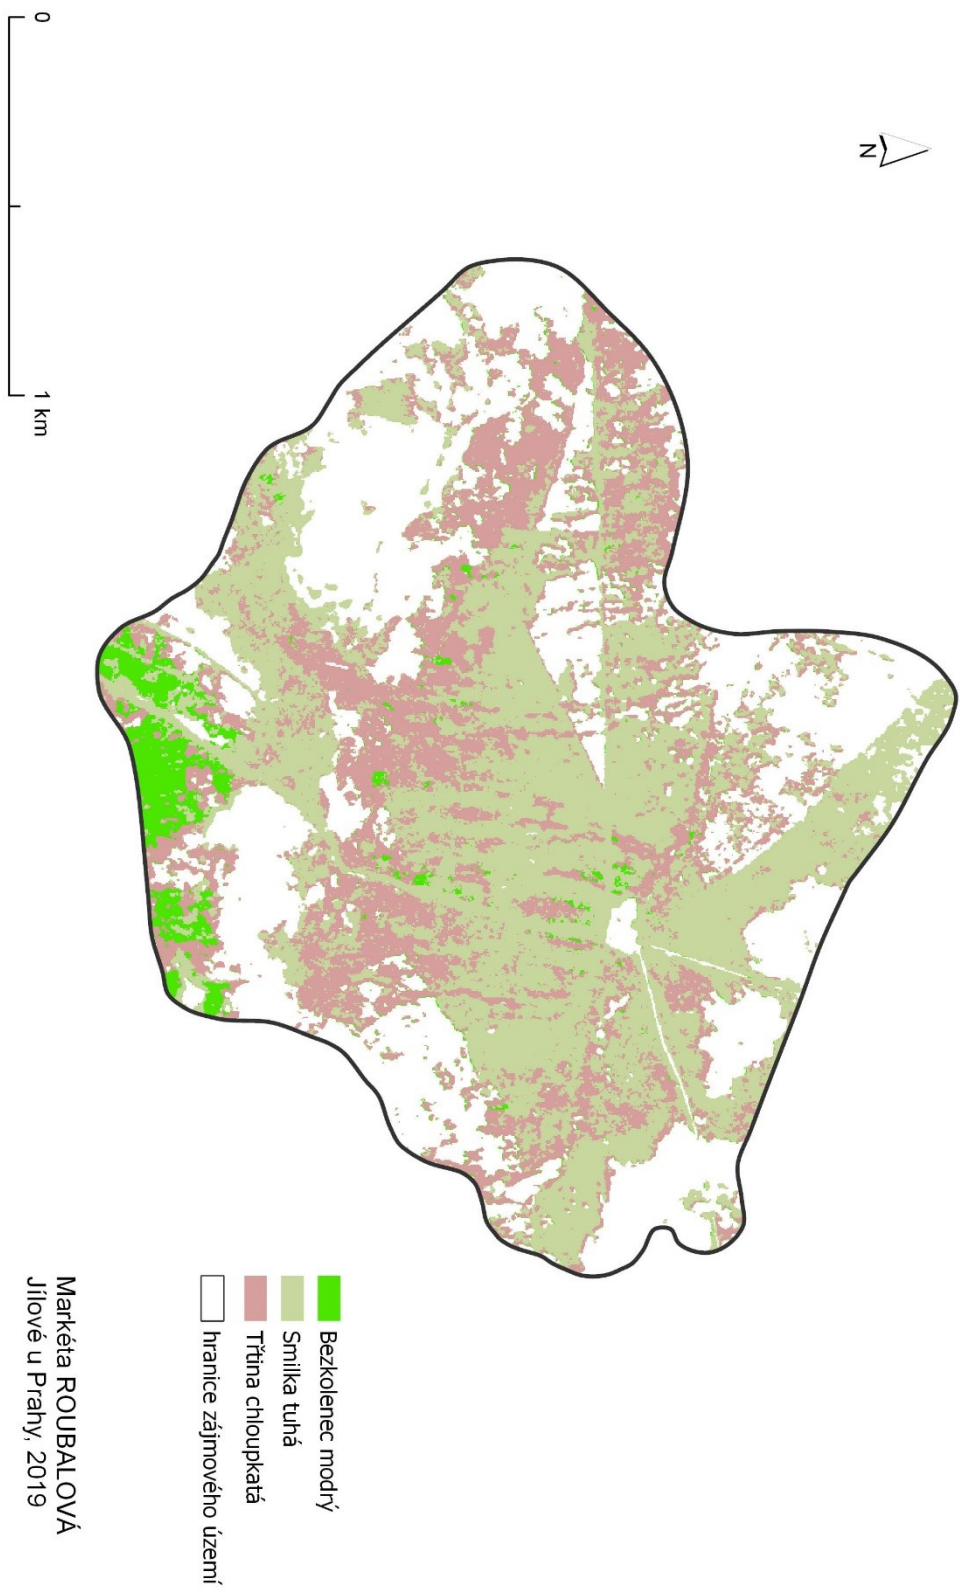 N
Bezkolenec modrý
Smilka tuhá
Třtina chloupkatá
hranice zájmového území
0
1 km
Markéta ROUBALOVÁ
Jílové u Prahy, 2019